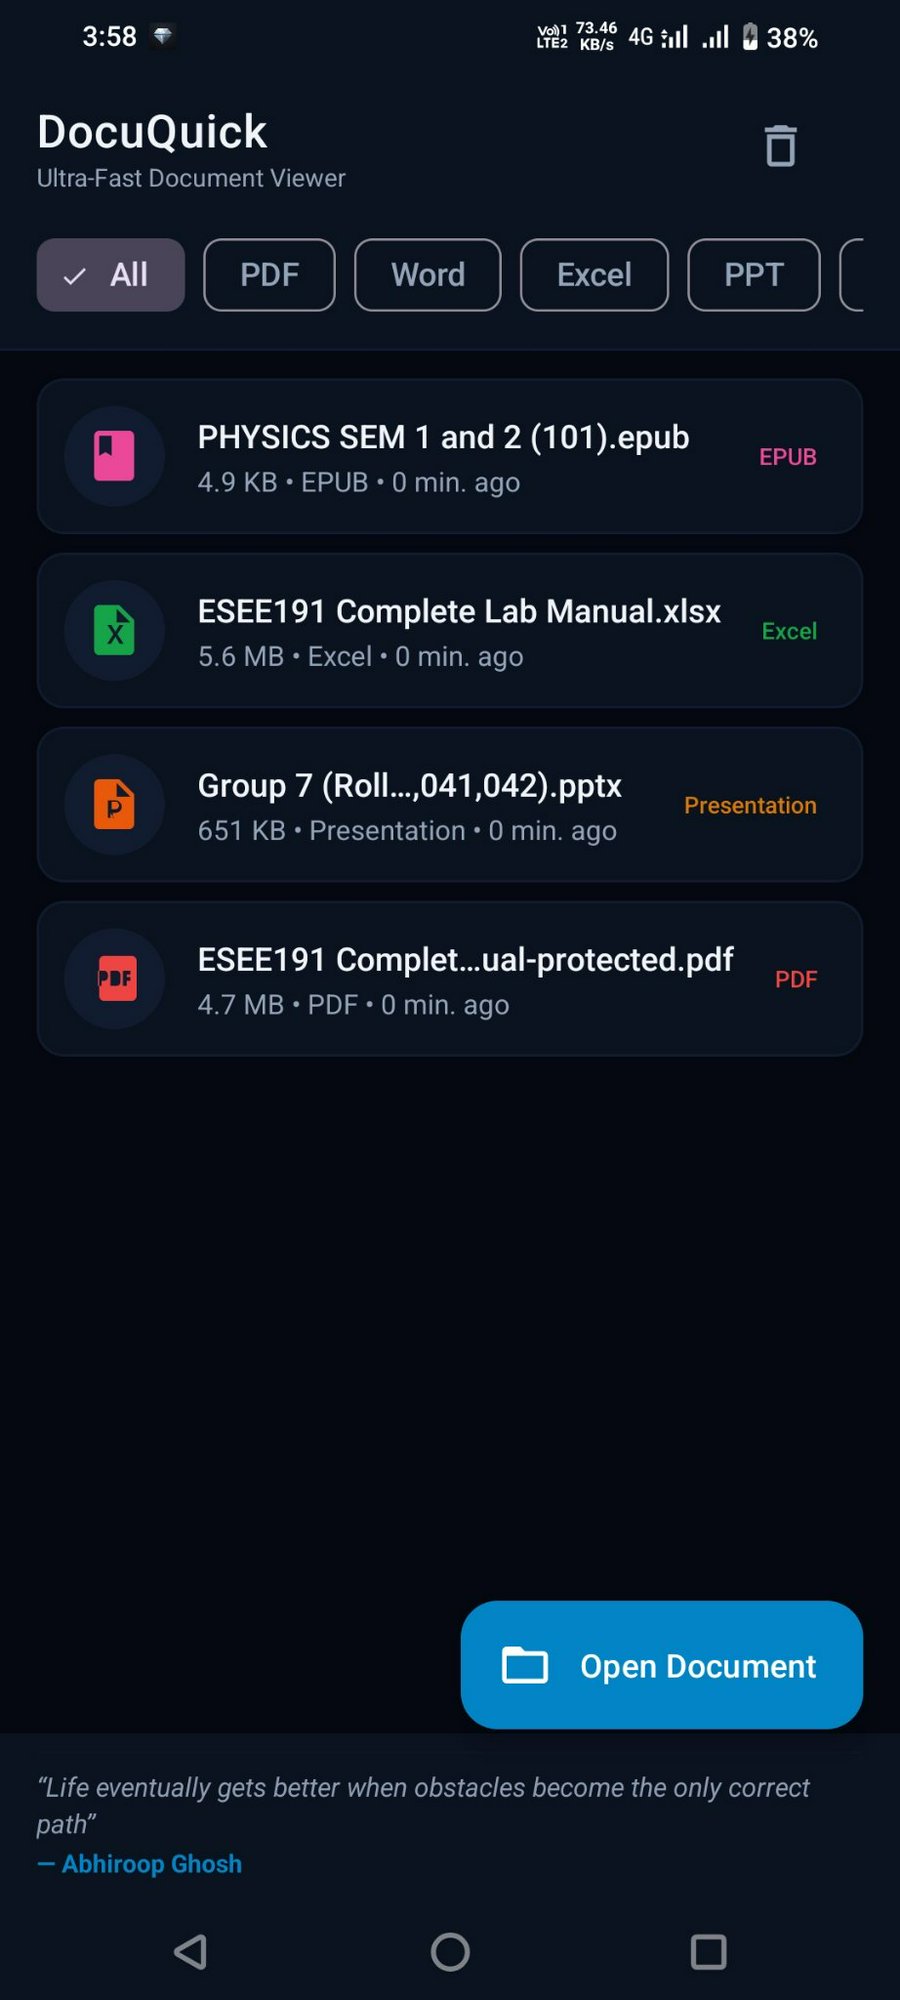 3:58
Vo)) 1 LTE2 73.46 KB/s 4G 38%
DocuQuick
Ultra-Fast Document Viewer
All PDF Word Excel PPT
PHYSICS SEM 1 and 2 (101).epub
4.9 KB • EPUB • 0 min. ago
EPUB
ESEE191 Complete Lab Manual.xlsx
5.6 MB • Excel • 0 min. ago
Excel
Group 7 (Roll...,041,042).pptx
651 KB • Presentation • 0 min. ago
Presentation
PDF
ESEE191 Complet...ual-protected.pdf
4.7 MB • PDF • 0 min. ago
PDF
Open Document
“Life eventually gets better when obstacles become the only correct
path”
— Abhiroop Ghosh